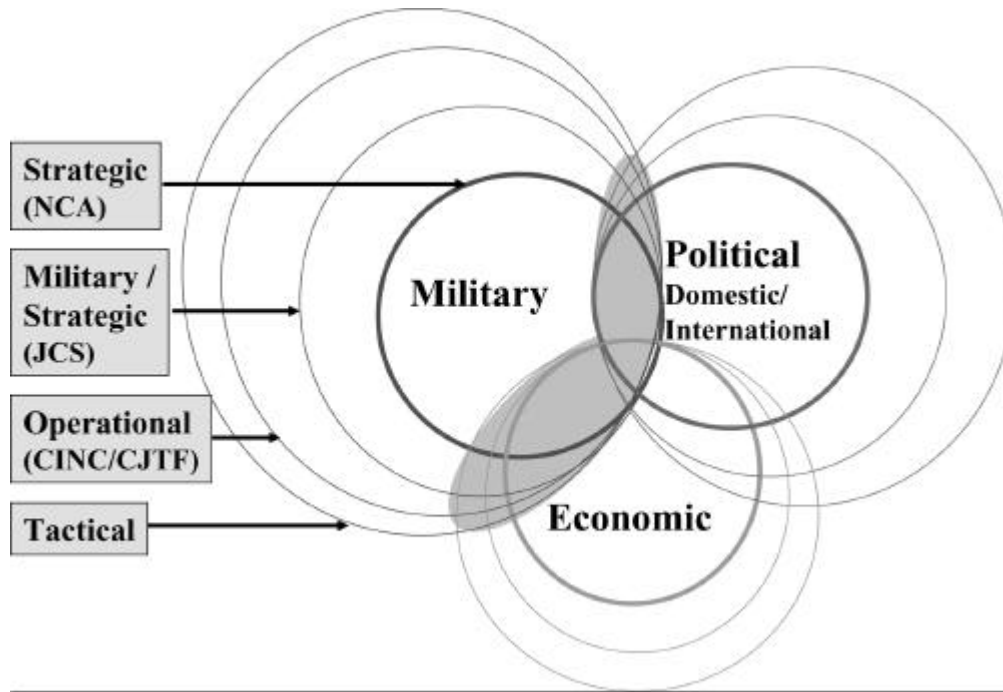 Strategic
(NCA)
Military /
Strategic
(JCS)
Operational
(CINC/CJTF)
Tactical
Military
Political
Domestic/
International
Economic